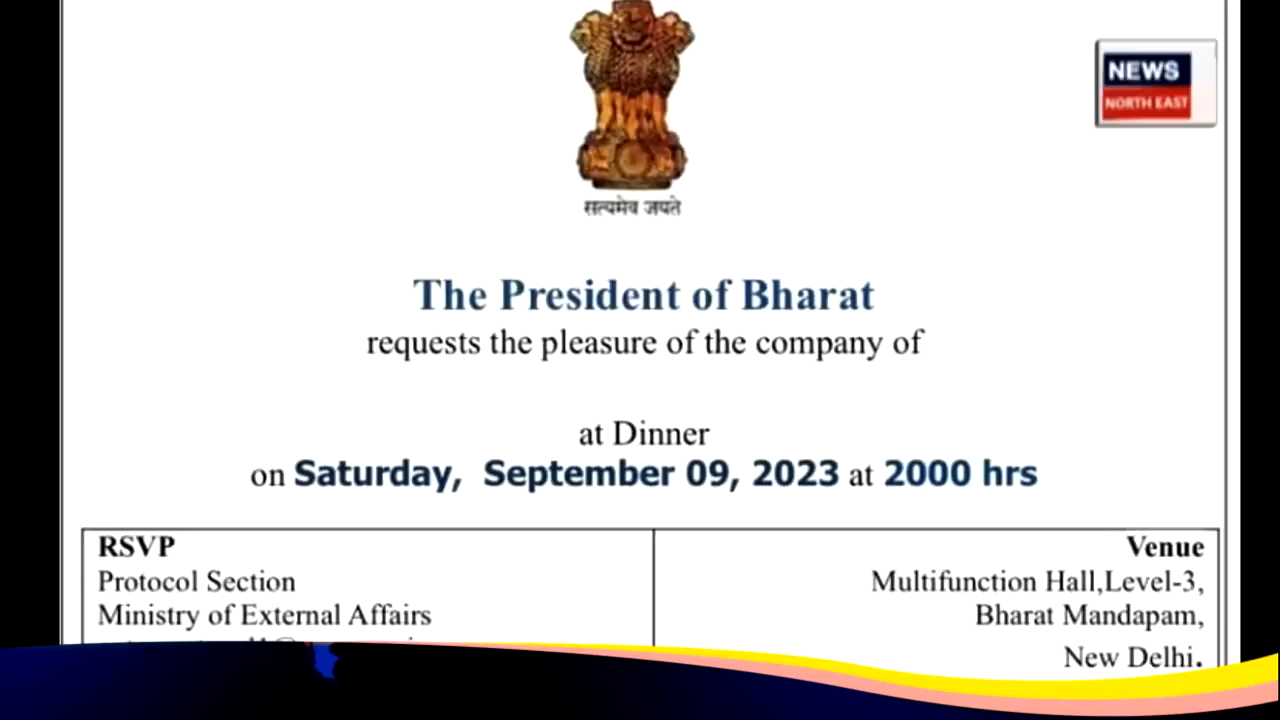 NEWS
NORTH EAST
सत्यमेव जयते
The President of Bharat
requests the pleasure of the company of
at Dinner
on Saturday, September 09, 2023 at 2000 hrs
RSVP
Protocol Section
Ministry of External Affairs
Venue
Multifunction Hall,Level-3,
Bharat Mandapam,
New Delhi.